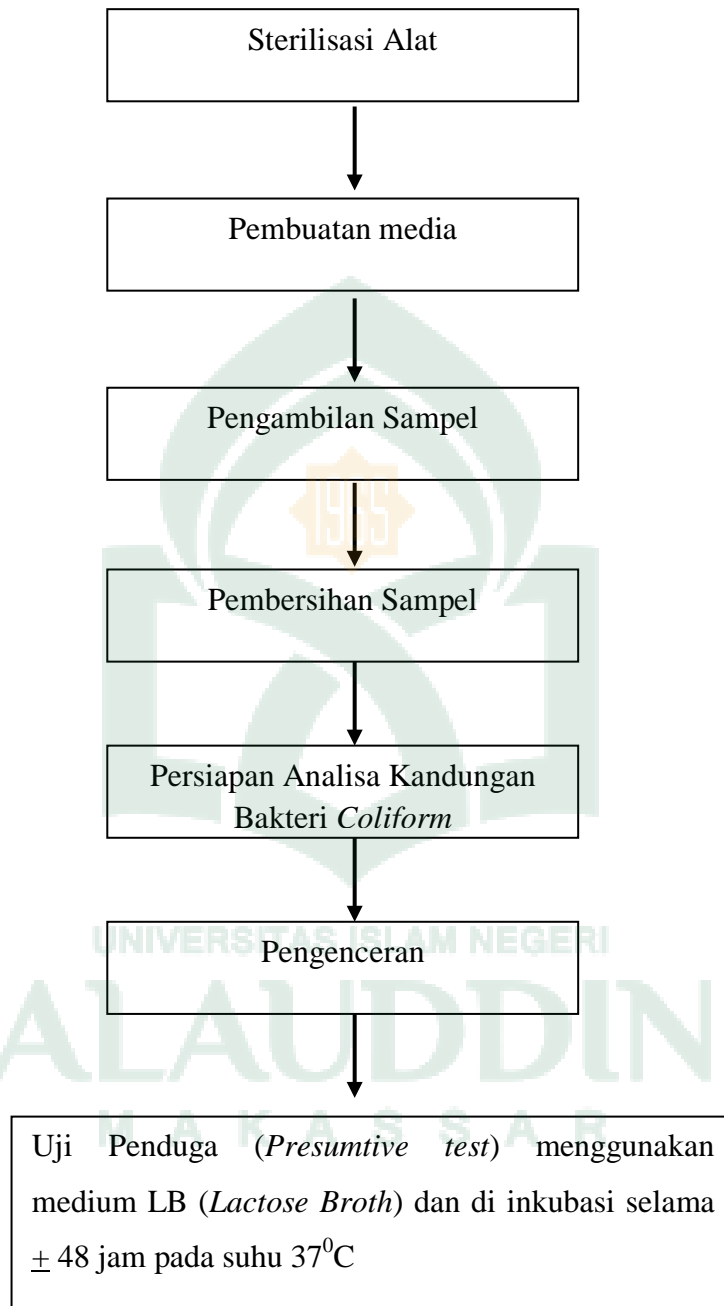 Sterilisasi Alat
Pembuatan media
Pengambilan Sampel
Pembersihan Sampel
Persiapan Analisa Kandungan
Bakteri Coliform
UNIVERSITAS ISLAM NEGERI
Pengenceran
ALAUDDIN
MAKASSAR
Uji Penduga (Presumtive test) menggunakan
medium LB (Lactose Broth) dan di inkubasi selama
± 48 jam pada suhu 37⁰C